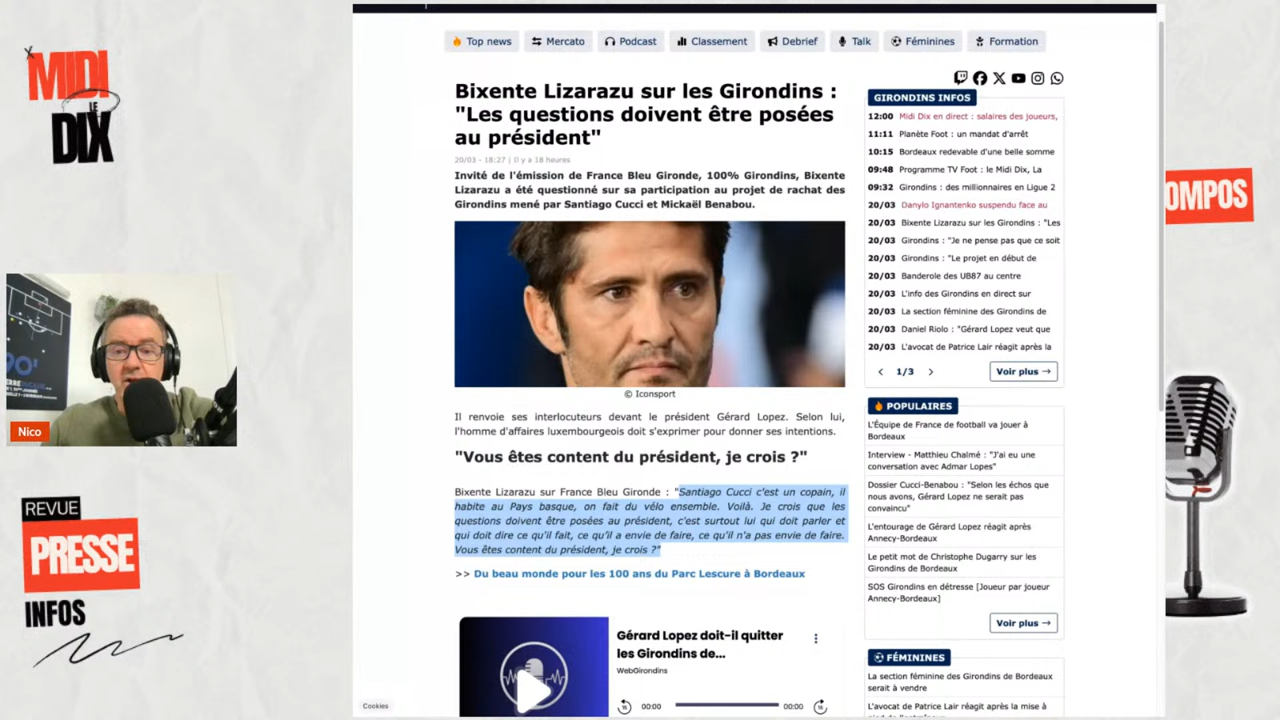 MIDI
LE
DIX
Top news
Mercato
Podcast
Classement
Debrief
Talk
Féminines
Formation
Bixente Lizarazu sur les Girondins :
"Les questions doivent être posées
au président"
20/03 - 18:27 | Il y a 18 heures
Invité de l'émission de France Bleu Gironde, 100% Girondins, Bixente
Lizarazu a été questionné sur sa participation au projet de rachat des
Girondins mené par Santiago Cucci et Mickaël Benabou.
© Iconsport
Il renvoie ses interlocuteurs devant le président Gérard Lopez. Selon lui,
l'homme d'affaires luxembourgeois doit s'exprimer pour donner ses intentions.
"Vous êtes content du président, je crois ?"
Bixente Lizarazu sur France Bleu Gironde : "Santiago Cucci c'est un copain, il
habite au Pays basque, on fait du vélo ensemble. Voilà. Je crois que les
questions doivent être posées au président, c'est surtout lui qui doit parler et
qui doit dire ce qu'il fait, ce qu'il a envie de faire, ce qu'il n'a pas envie de faire.
Vous êtes content du président, je crois ?"
>> Du beau monde pour les 100 ans du Parc Lescure à Bordeaux
Gérard Lopez doit-il quitter
les Girondins de...
WebGirondins
00:00
00:00
Cookies
GIRONDINS INFOS
12:00 Midi Dix en direct : salaires des joueurs,
11:11 Planète Foot : un mandat d'arrêt
10:15 Bordeaux redevable d'une belle somme
09:48 Programme TV Foot : le Midi Dix, La
09:32 Girondins : des millionnaires en Ligue 2
20/03 Danylo Ignantenko suspendu face au
20/03 Bixente Lizarazu sur les Girondins : "Les
20/03 Girondins : "Je ne pense pas que ce soit
20/03 Girondins : "Le projet en début de
20/03 Banderole des UB87 au centre
20/03 L'info des Girondins en direct sur
20/03 La section féminine des Girondins de
20/03 Daniel Riolo : "Gérard Lopez veut que
20/03 L'avocat de Patrice Lair réagit après la
1/3
Voir plus →
POPULAIRES
L'Équipe de France de football va jouer à
Bordeaux
Interview - Matthieu Chalmé : "J'ai eu une
conversation avec Admar Lopes"
Dossier Cucci-Benabou : "Selon les échos que
nous avons, Gérard Lopez ne serait pas
convaincu"
L'entourage de Gérard Lopez réagit après
Annecy-Bordeaux
Le petit mot de Christophe Dugarry sur les
Girondins de Bordeaux
SOS Girondins en détresse [Joueur par joueur
Annecy-Bordeaux]
Voir plus →
FÉMININES
La section féminine des Girondins de Bordeaux
serait à vendre
L'avocat de Patrice Lair réagit après la mise à
OMPOS
Nico
REVUE
PRESSE
INFOS